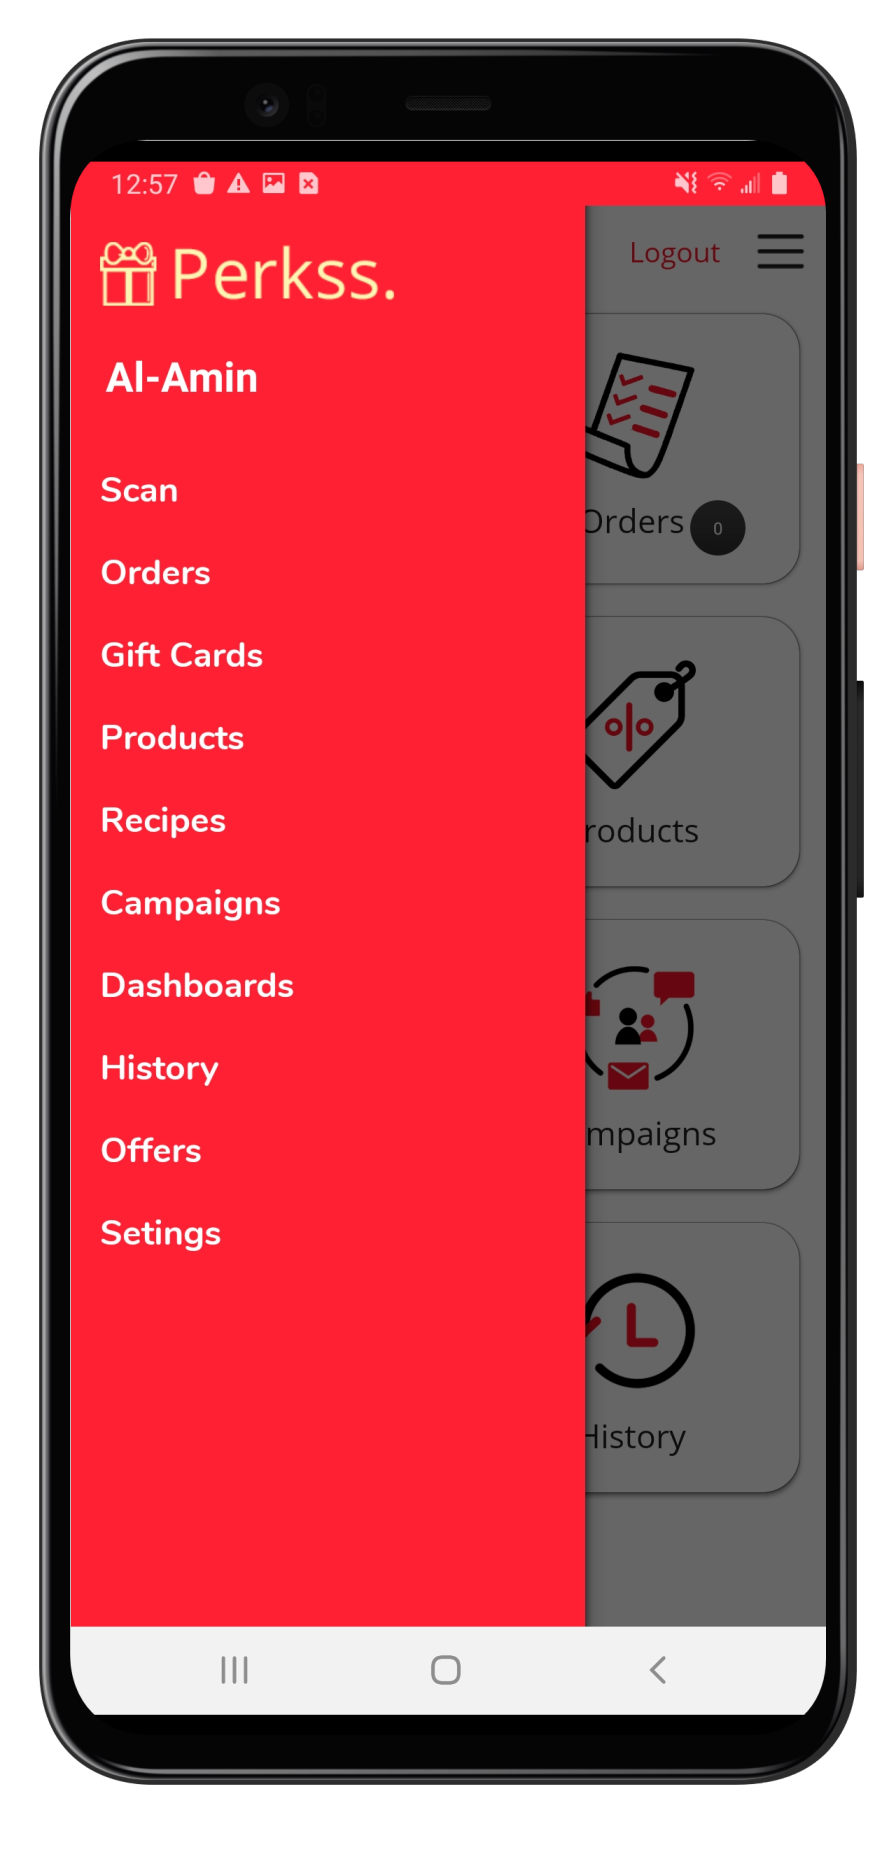 12:57
Perkss.
Logout
Al-Amin
Scan
Orders
Gift Cards
Products
Recipes
Campaigns
Dashboards
History
Offers
Setings
Orders 0
roducts
mpaigns
History